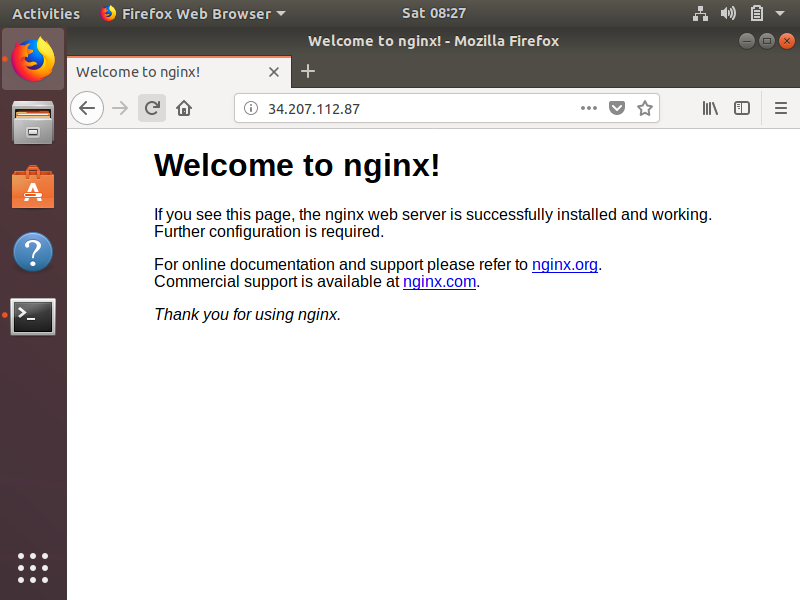 Activities Firefox Web Browser Sat 08:27
Welcome to nginx! - Mozilla Firefox
Welcome to nginx!
34.207.112.87
Welcome to nginx!
If you see this page, the nginx web server is successfully installed and working.
Further configuration is required.
For online documentation and support please refer to nginx.org.
Commercial support is available at nginx.com.
Thank you for using nginx.